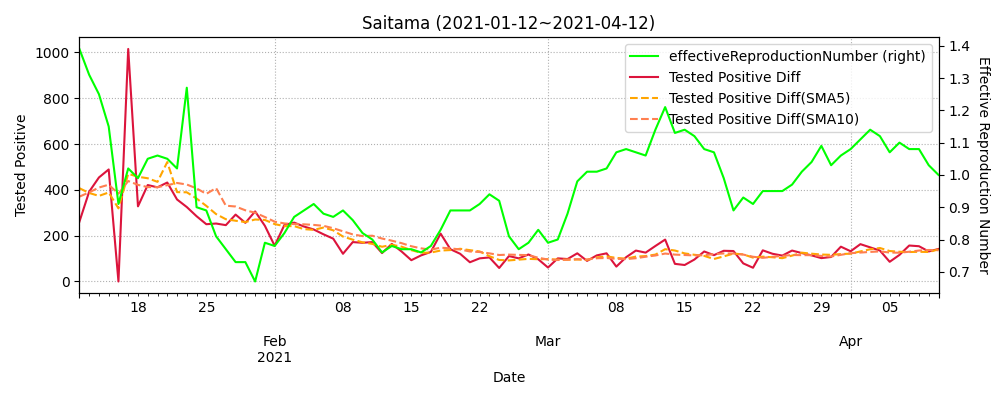 Saitama (2021-01-12~2021-04-12)
1000
800
600
400
200
0
Tested Positive
effectiveReproductionNumber (right)
Tested Positive Diff
Tested Positive Diff(SMA5)
Tested Positive Diff(SMA10)
1.4
1.3
1.2
1.1
1.0
0.9
0.8
0.7
Effective Reproduction Number
18 25 08 15 22 08 15 22 29 05
Feb Mar Apr
2021
Date